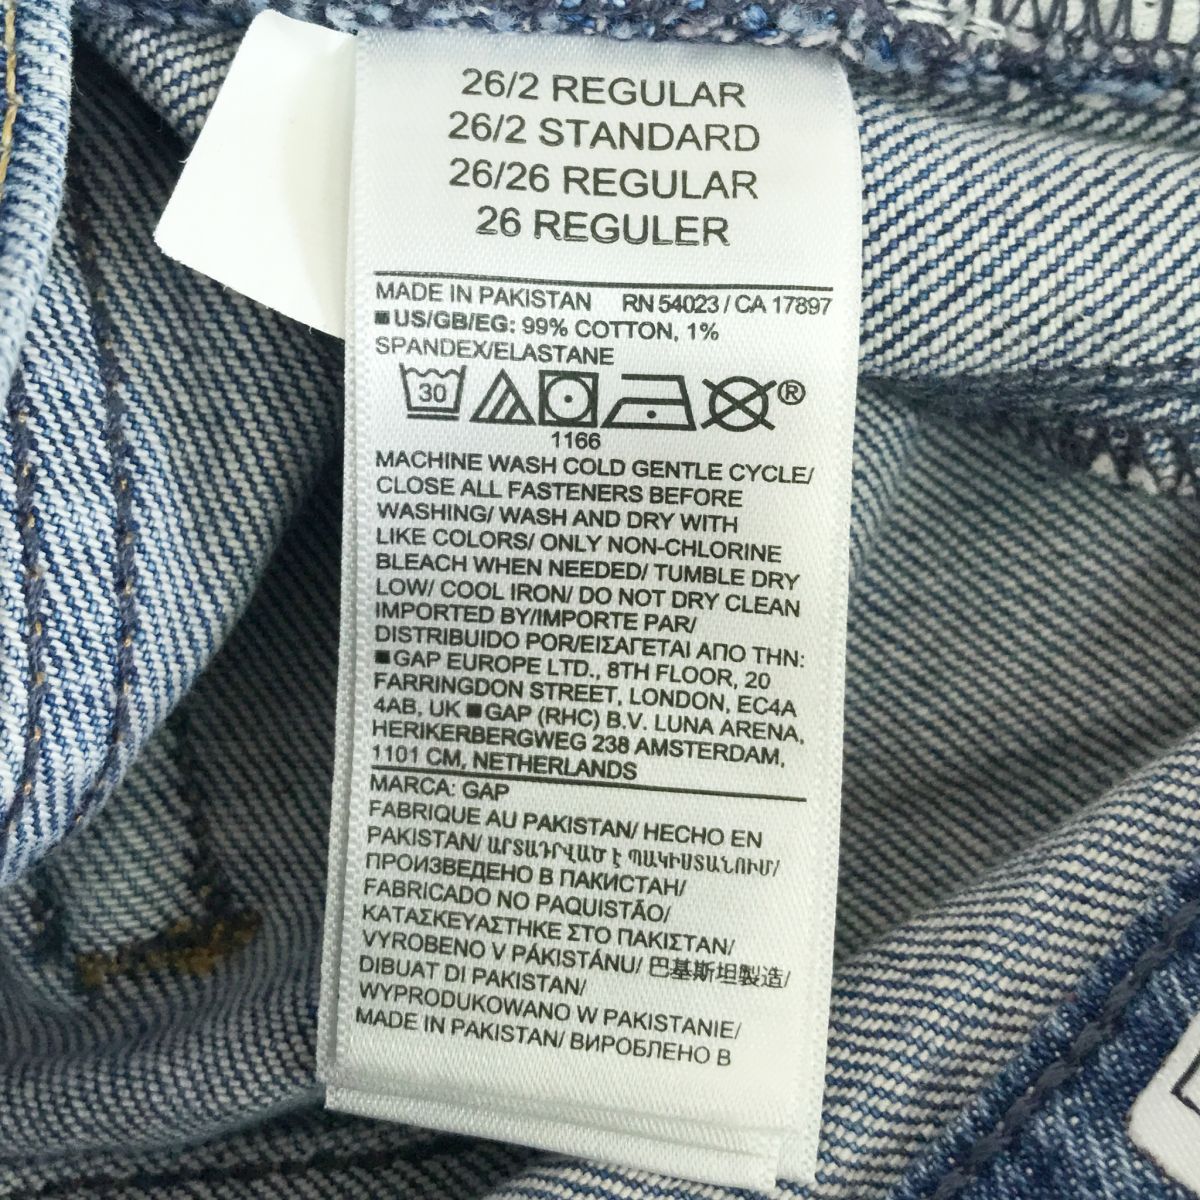 26/2 REGULAR
26/2 STANDARD
26/26 REGULAR
26 REGULER
MADE IN PAKISTAN RN 54023 / CA 17897
■ US/GB/EG: 99% COTTON, 1%
SPANDEX/ELASTANE
30 ®
1166
MACHINE WASH COLD GENTLE CYCLE/
CLOSE ALL FASTENERS BEFORE
WASHING/ WASH AND DRY WITH
LIKE COLORS/ ONLY NON-CHLORINE
BLEACH WHEN NEEDED/ TUMBLE DRY
LOW/ COOL IRON/ DO NOT DRY CLEAN
IMPORTED BY/IMPORTE PAR/
DISTRIBUIDO POR/ΕΙΣΑΓΕΤΑΙ ΑΠΟ ΤΗΝ:
■ GAP EUROPE LTD., 8TH FLOOR, 20
FARRINGDON STREET, LONDON, EC4A
4AB, UK ■ GAP (RHC) B.V. LUNA ARENA,
HERIKERBERGWEG 238 AMSTERDAM,
1101 CM, NETHERLANDS
MARCA: GAP
FABRIQUE AU PAKISTAN/ HECHO EN
PAKISTAN/ ԱՐՏԱԴՐՎԱԾ Է ՊԱԿԻՍՏԱՆՈՒՄ/
ПРОИЗВЕДЕНО В ПАКИСТАН/
FABRICADO NO PAQUISTÃO/
ΚΑΤΑΣΚΕΥΑΣΤΗΚΕ ΣΤΟ ΠΑΚΙΣΤΑΝ/
VYROBENO V PÁKISTÁNU/ 巴基斯坦製造/
DIBUAT DI PAKISTAN/
WYPRODUKOWANO W PAKISTANIE/
MADE IN PAKISTAN/ ВИРОБЛЕНО В